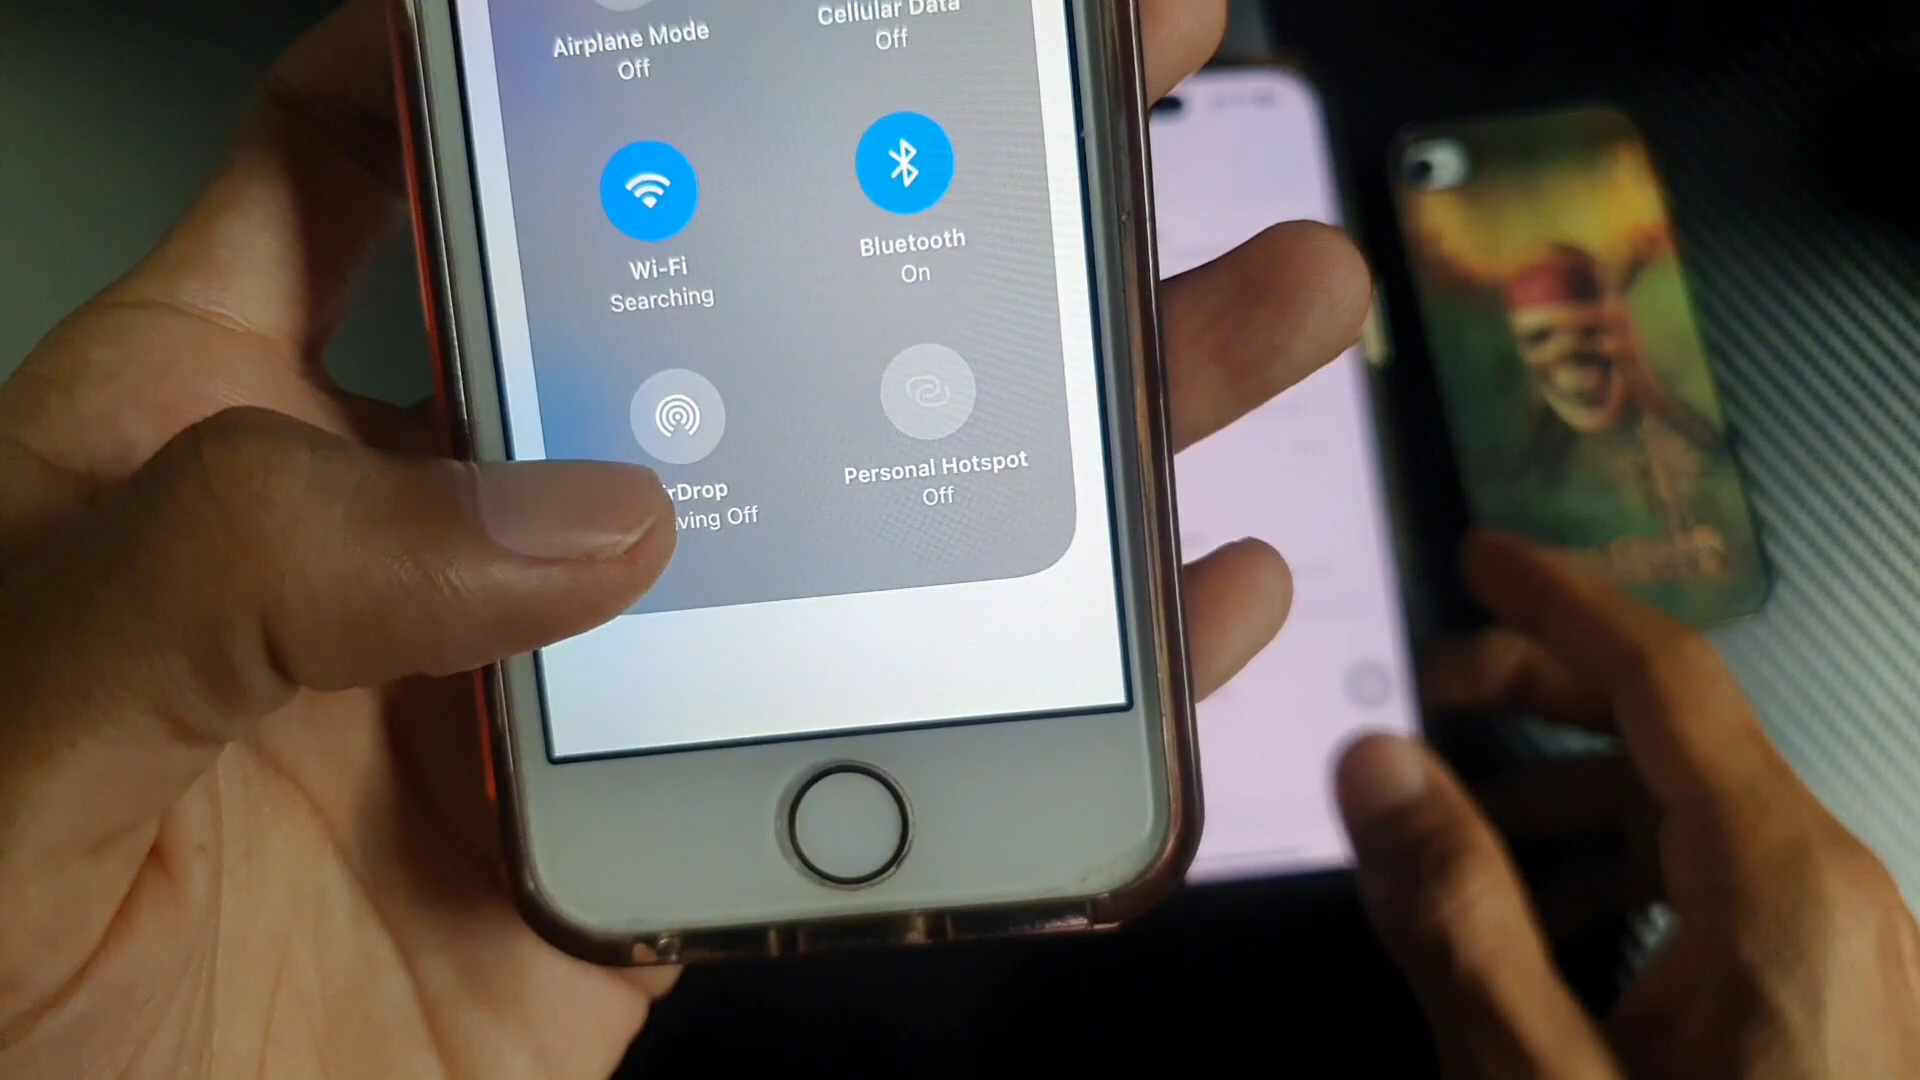 Airplane Mode
Off
Cellular Data
Off
Wi-Fi
Searching
Bluetooth
On
rDrop
ving Off
Personal Hotspot
Off